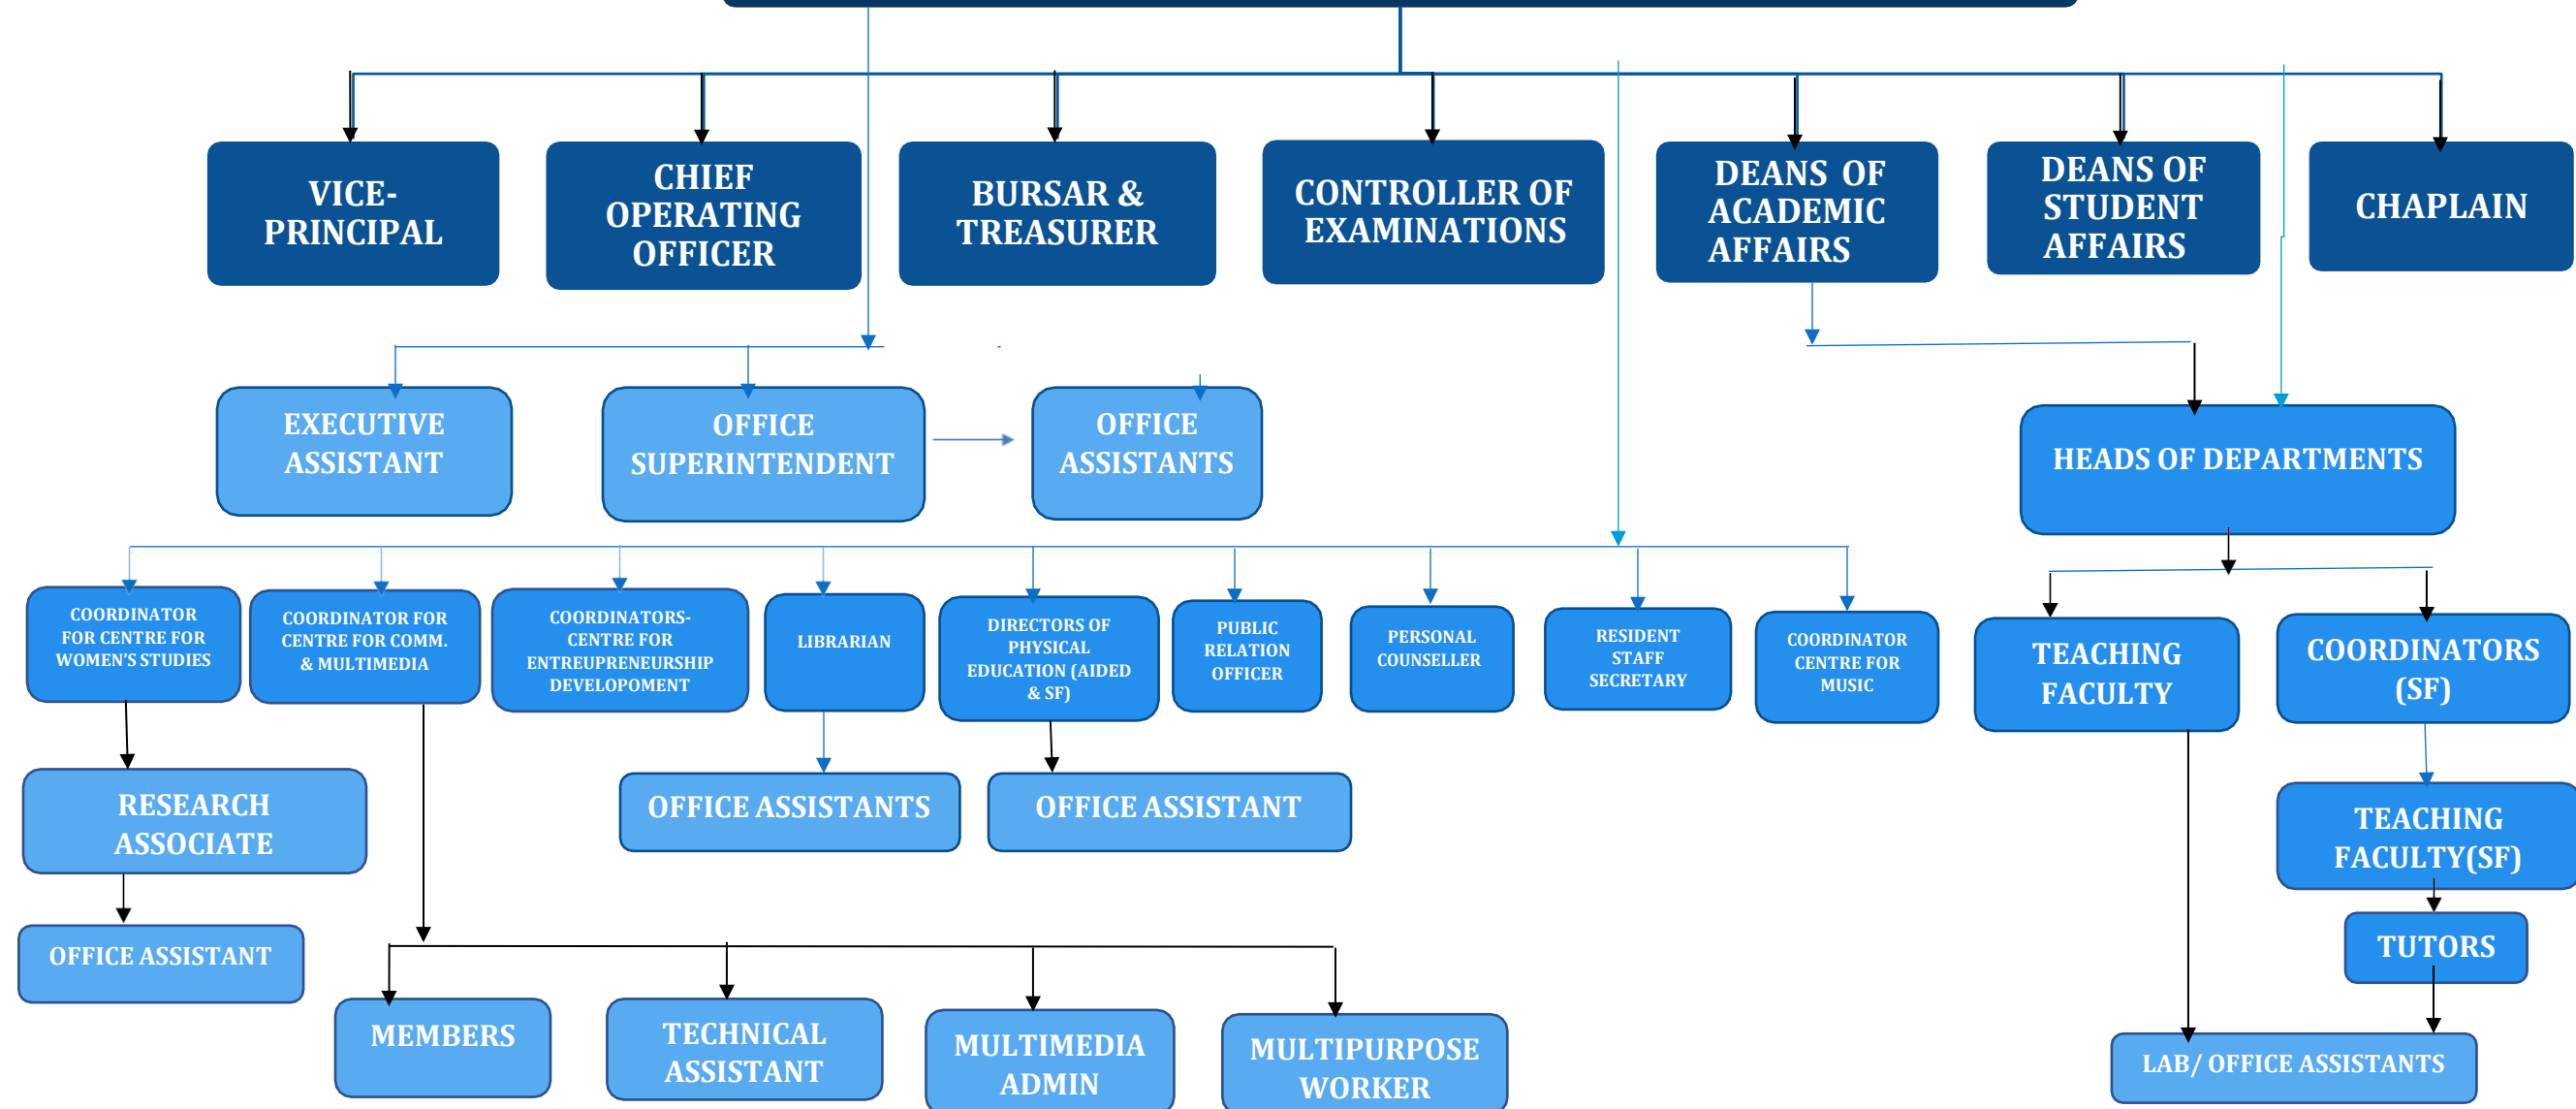 VICE-
PRINCIPAL
CHIEF
OPERATING
OFFICER
BURSAR &
TREASURER
CONTROLLER OF
EXAMINATIONS
DEANS OF
ACADEMIC
AFFAIRS
DEANS OF
STUDENT
AFFAIRS
CHAPLAIN
EXECUTIVE
ASSISTANT
OFFICE
SUPERINTENDENT
OFFICE
ASSISTANTS
HEADS OF DEPARTMENTS
COORDINATOR
FOR CENTRE FOR
WOMEN'S STUDIES
COORDINATOR FOR
CENTRE FOR COMM.
& MULTIMEDIA
COORDINATORS-
CENTRE FOR
ENTREUPRENEURSHIP
DEVELOPOMENT
LIBRARIAN
DIRECTORS OF
PHYSICAL
EDUCATION (AIDED
& SF)
PUBLIC
RELATION
OFFICER
PERSONAL
COUNSELLER
RESIDENT
STAFF
SECRETARY
COORDINATOR
CENTRE FOR
MUSIC
TEACHING
FACULTY
COORDINATORS
(SF)
RESEARCH
ASSOCIATE
OFFICE ASSISTANTS
OFFICE ASSISTANT
TEACHING
FACULTY(SF)
OFFICE ASSISTANT
TUTORS
MEMBERS
TECHNICAL
ASSISTANT
MULTIMEDIA
ADMIN
MULTIPURPOSE
WORKER
LAB/ OFFICE ASSISTANTS